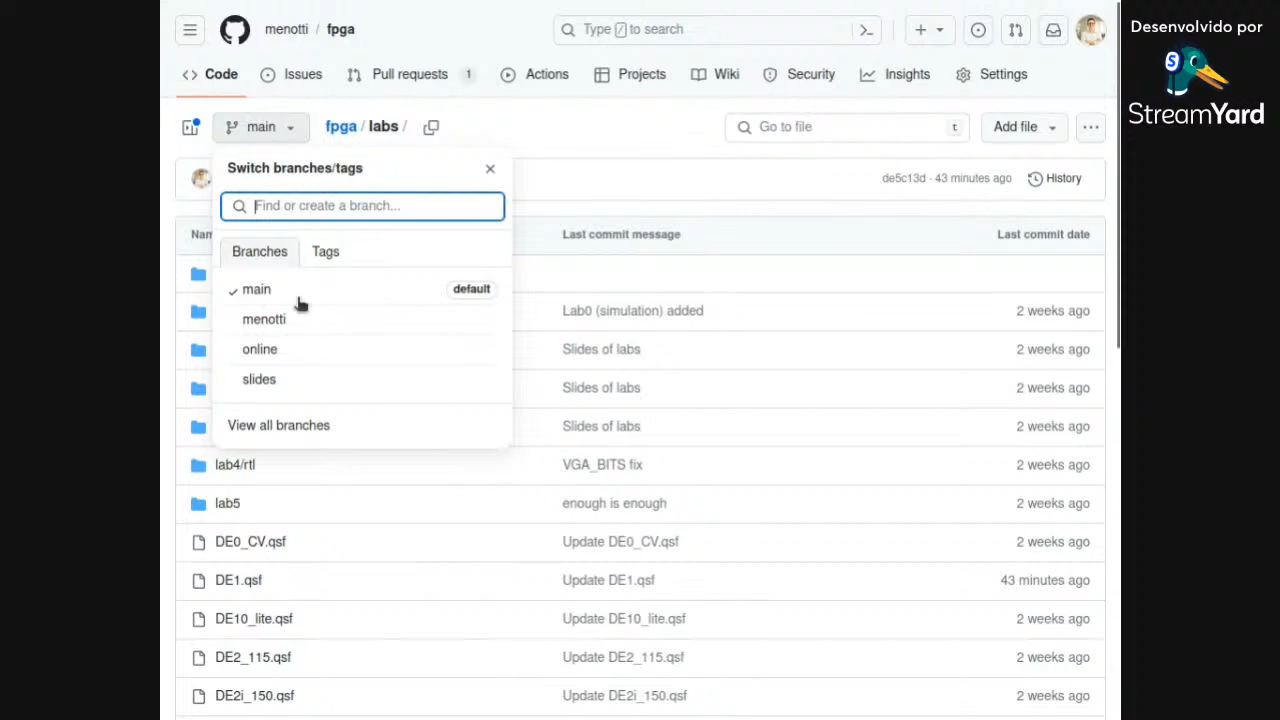 menotti / fpga
Type / to search
Desenvolvido por
StreamYard
Code
Issues
Pull requests 1
Actions
Projects
Wiki
Security
Insights
Settings
main
fpga / labs /
Go to file t
Add file
Switch branches/tags
de5c13d · 43 minutes ago
History
Find or create a branch...
Last commit message
Last commit date
Branches
Tags
main default
menotti
online
slides
View all branches
Lab0 (simulation) added 2 weeks ago
Slides of labs 2 weeks ago
Slides of labs 2 weeks ago
Slides of labs 2 weeks ago
lab4/rtl VGA_BITS fix 2 weeks ago
lab5 enough is enough 2 weeks ago
DE0_CV.qsf Update DE0_CV.qsf 2 weeks ago
DE1.qsf Update DE1.qsf 43 minutes ago
DE10_lite.qsf Update DE10_lite.qsf 2 weeks ago
DE2_115.qsf Update DE2_115.qsf 2 weeks ago
DE2i_150.qsf Update DE2i_150.qsf 2 weeks ago